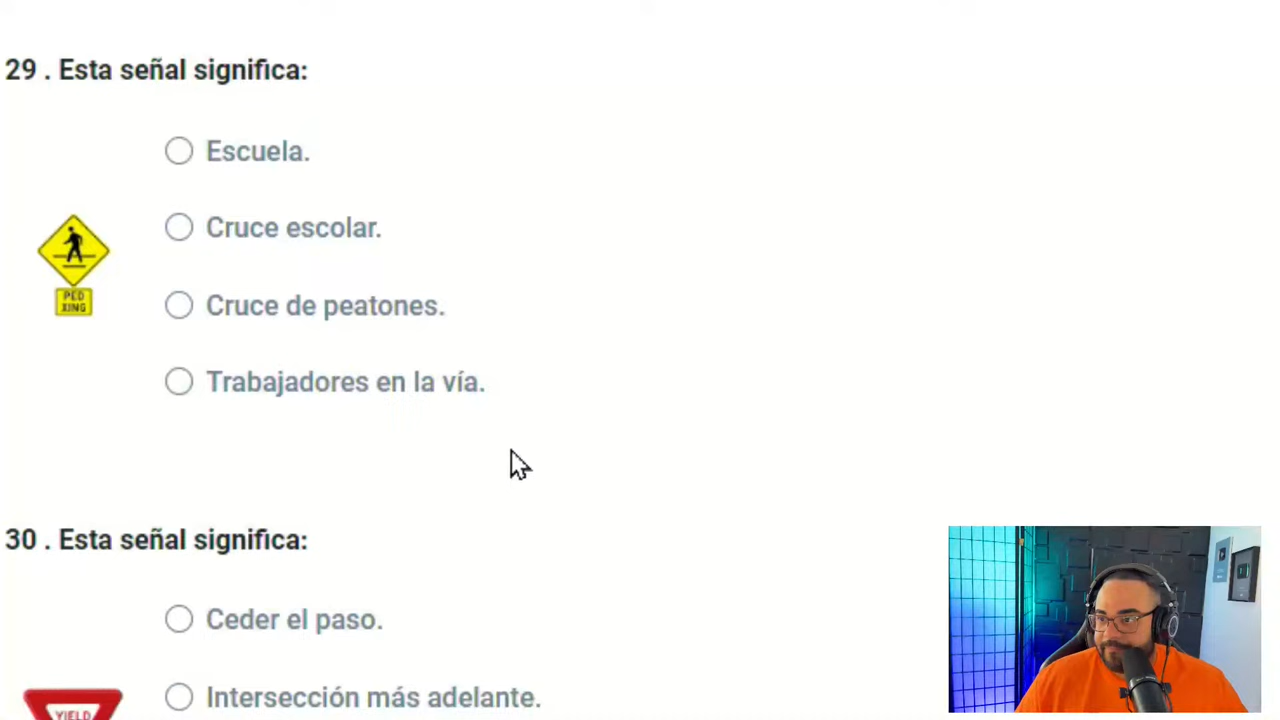 29 . Esta señal significa:
Escuela.
Cruce escolar.
PED
XING
Cruce de peatones.
Trabajadores en la vía.
30 . Esta señal significa:
Ceder el paso.
Intersección más adelante.
YIELD